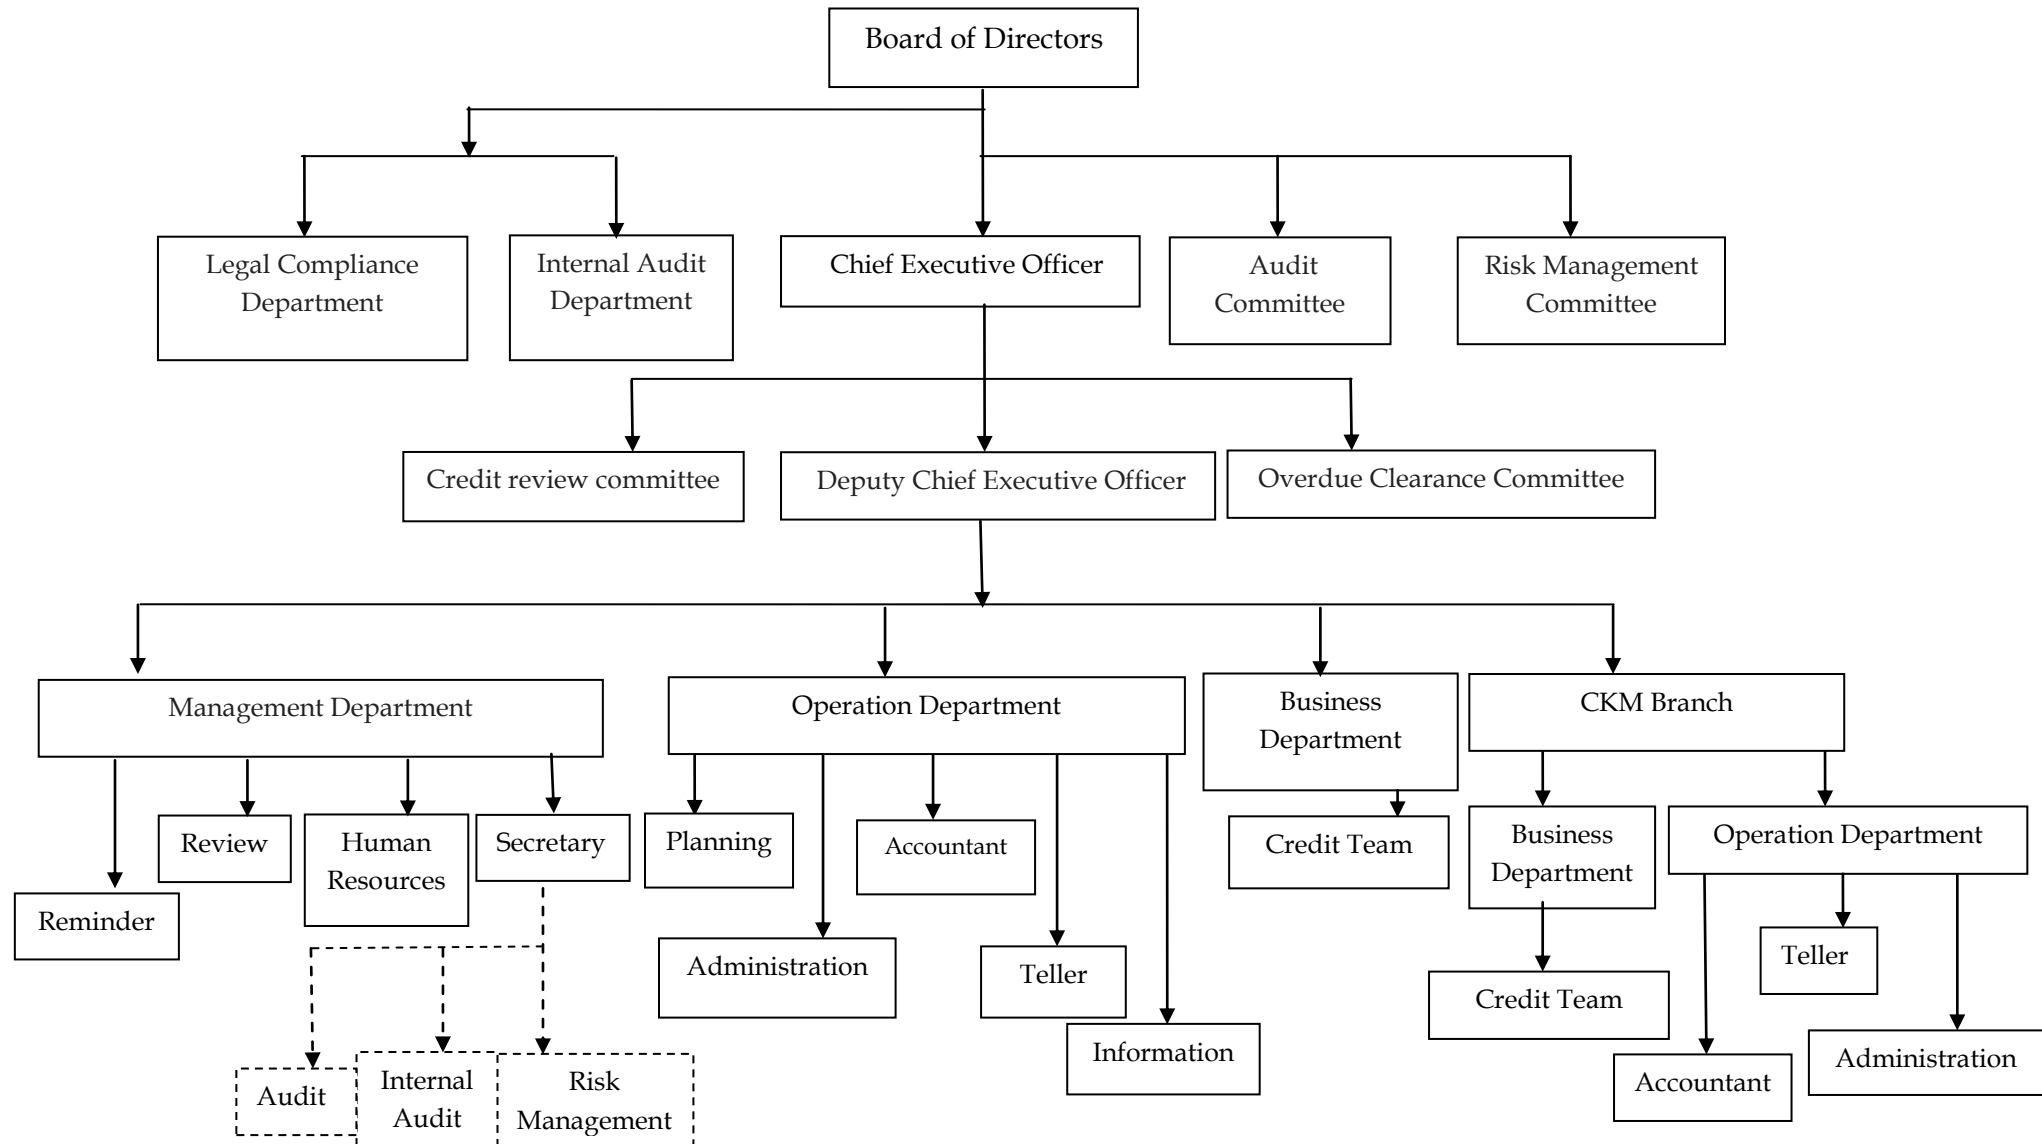 Board of Directors
Legal Compliance
Department
Internal Audit
Department
Chief Executive Officer
Audit
Committee
Risk Management
Committee
Credit review committee
Deputy Chief Executive Officer
Overdue Clearance Committee
Management Department
Operation Department
Business
Department
CKM Branch
Reminder
Review
Human
Resources
Secretary
Planning
Administration
Accountant
Teller
Information
Credit Team
Business
Department
Operation Department
Credit Team
Accountant
Teller
Administration
Audit
Internal
Audit
Risk
Management